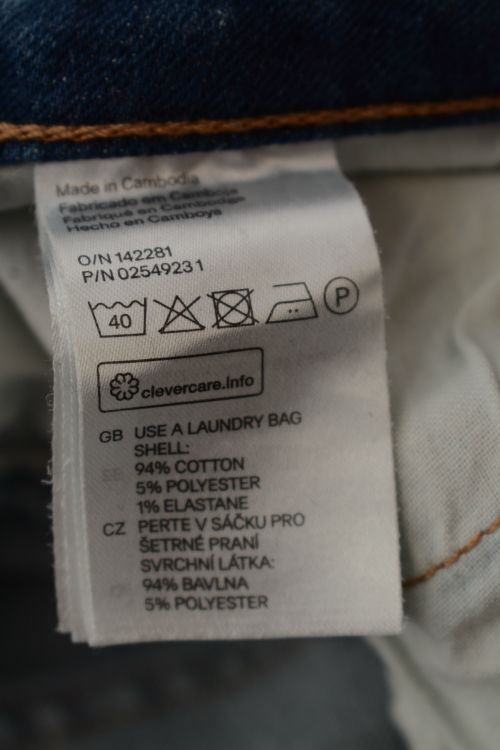 Made in Cambodia
Fabricado em Camboja
Fabriqué en Cambodge
Hecho en Camboya
O/N 142281
P/N 02549231
40
P
clevercare.info
GB USE A LAUNDRY BAG
SHELL:
94% COTTON
5% POLYESTER
1% ELASTANE
CZ PERTE V SÁČKU PRO
ŠETRNÉ PRANÍ
SVRCHNÍ LÁTKA:
94% BAVLNA
5% POLYESTER